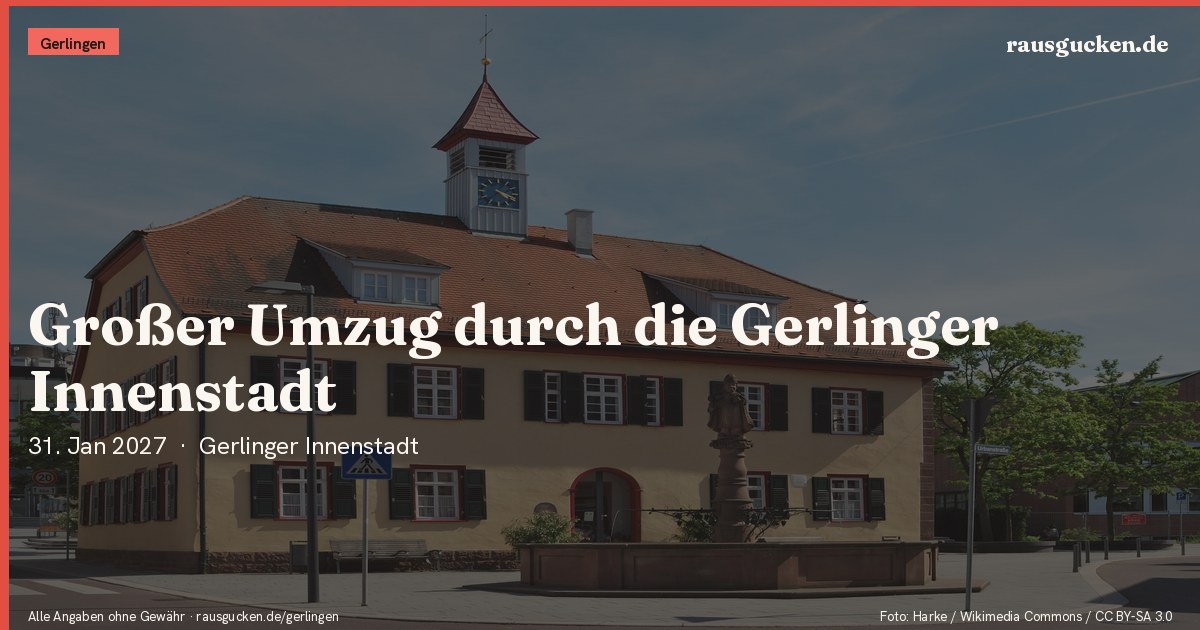 Gerlingen
rausgucken.de
Großer Umzug durch die Gerlinger
Innenstadt
31. Jan 2027 · Gerlinger Innenstadt
20
Alle Angaben ohne Gewähr · rausgucken.de/gerlingen
Foto: Harke / Wikimedia Commons / CC BY-SA 3.0